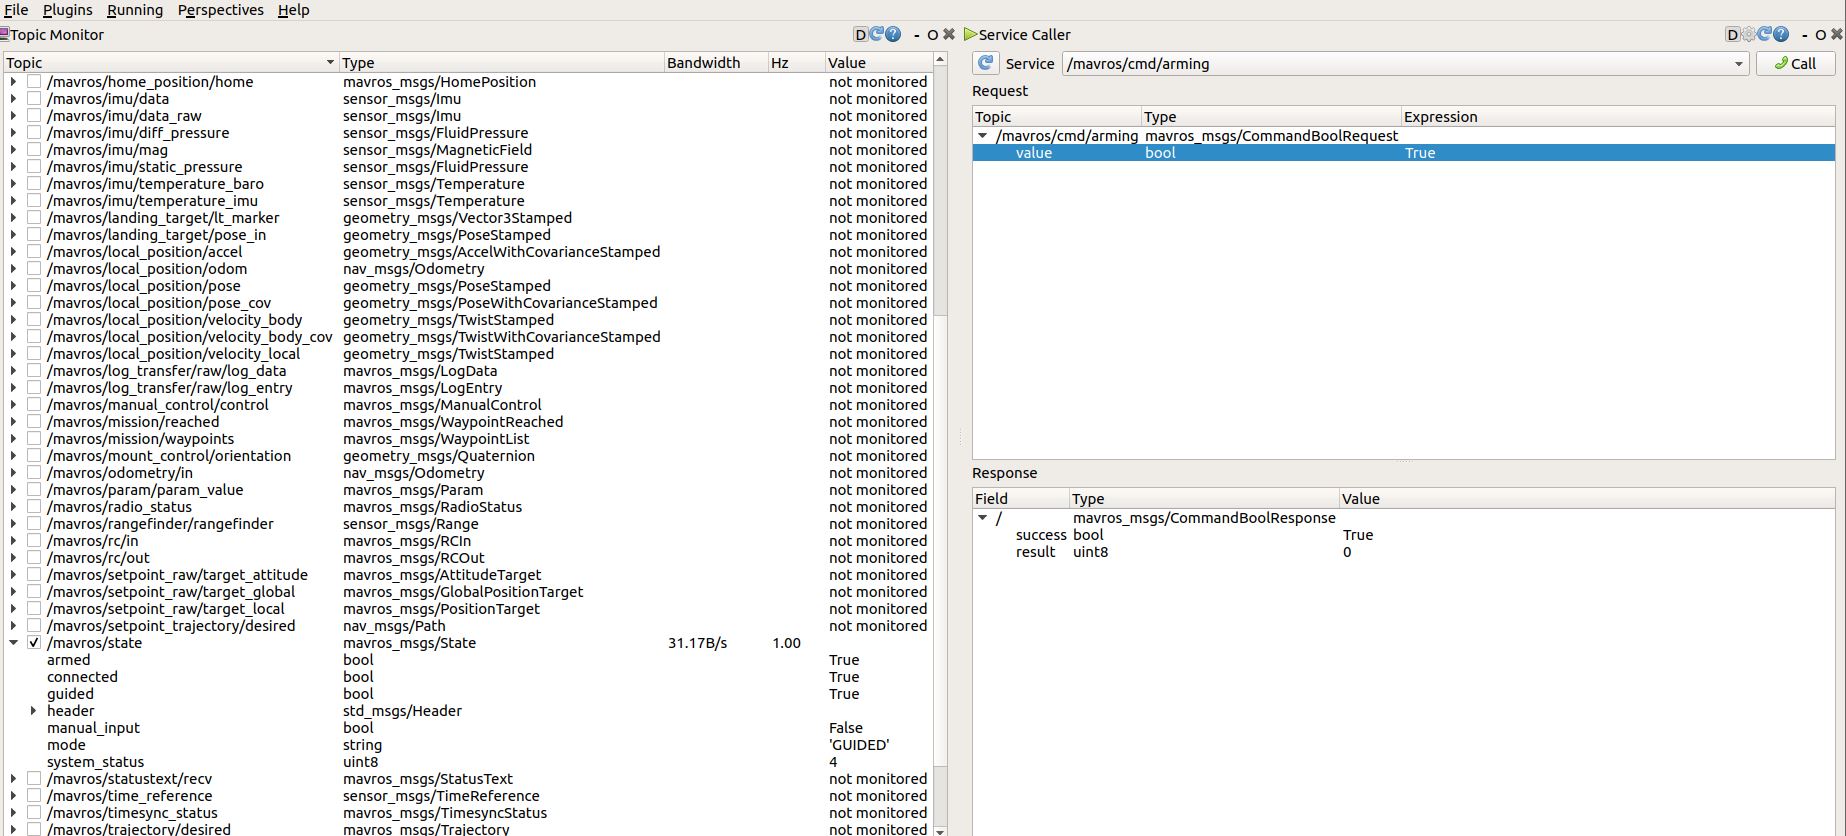 File Plugins Running Perspectives Help
Topic Monitor
D ? - O
Topic Type Bandwidth Hz Value
/mavros/home_position/home mavros_msgs/HomePosition not monitored
/mavros/imu/data sensor_msgs/Imu not monitored
/mavros/imu/data_raw sensor_msgs/Imu not monitored
/mavros/imu/diff_pressure sensor_msgs/FluidPressure not monitored
/mavros/imu/mag sensor_msgs/MagneticField not monitored
/mavros/imu/static_pressure sensor_msgs/FluidPressure not monitored
/mavros/imu/temperature_baro sensor_msgs/Temperature not monitored
/mavros/imu/temperature_imu sensor_msgs/Temperature not monitored
/mavros/landing_target/lt_marker geometry_msgs/Vector3Stamped not monitored
/mavros/landing_target/pose_in geometry_msgs/PoseStamped not monitored
/mavros/local_position/accel geometry_msgs/AccelWithCovarianceStamped not monitored
/mavros/local_position/odom nav_msgs/Odometry not monitored
/mavros/local_position/pose geometry_msgs/PoseStamped not monitored
/mavros/local_position/pose_cov geometry_msgs/PoseWithCovarianceStamped not monitored
/mavros/local_position/velocity_body geometry_msgs/TwistStamped not monitored
/mavros/local_position/velocity_body_cov geometry_msgs/TwistWithCovarianceStamped not monitored
/mavros/local_position/velocity_local geometry_msgs/TwistStamped not monitored
/mavros/log_transfer/raw/log_data mavros_msgs/LogData not monitored
/mavros/log_transfer/raw/log_entry mavros_msgs/LogEntry not monitored
/mavros/manual_control/control mavros_msgs/ManualControl not monitored
/mavros/mission/reached mavros_msgs/WaypointReached not monitored
/mavros/mission/waypoints mavros_msgs/WaypointList not monitored
/mavros/mount_control/orientation geometry_msgs/Quaternion not monitored
/mavros/odometry/in nav_msgs/Odometry not monitored
/mavros/param/param_value mavros_msgs/Param not monitored
/mavros/radio_status mavros_msgs/RadioStatus not monitored
/mavros/rangefinder/rangefinder sensor_msgs/Range not monitored
/mavros/rc/in mavros_msgs/RCIn not monitored
/mavros/rc/out mavros_msgs/RCOut not monitored
/mavros/setpoint_raw/target_attitude mavros_msgs/AttitudeTarget not monitored
/mavros/setpoint_raw/target_global mavros_msgs/GlobalPositionTarget not monitored
/mavros/setpoint_raw/target_local mavros_msgs/PositionTarget not monitored
/mavros/setpoint_trajectory/desired nav_msgs/Path not monitored
/mavros/state mavros_msgs/State 31.17B/s 1.00
armed bool True
connected bool True
guided bool True
header std_msgs/Header
manual_input bool False
mode string 'GUIDED'
system_status uint8 4
/mavros/statustext/recv mavros_msgs/StatusText not monitored
/mavros/time_reference sensor_msgs/TimeReference not monitored
/mavros/timesync_status mavros_msgs/TimesyncStatus not monitored
/mavros/trajectory/desired mavros_msgs/Trajectory not monitored
Service Caller
D ? - O
Service /mavros/cmd/arming Call
Request
Topic Type Expression
/mavros/cmd/arming mavros_msgs/CommandBoolRequest
value bool True
Response
Field Type Value
/ mavros_msgs/CommandBoolResponse
success bool True
result uint8 0